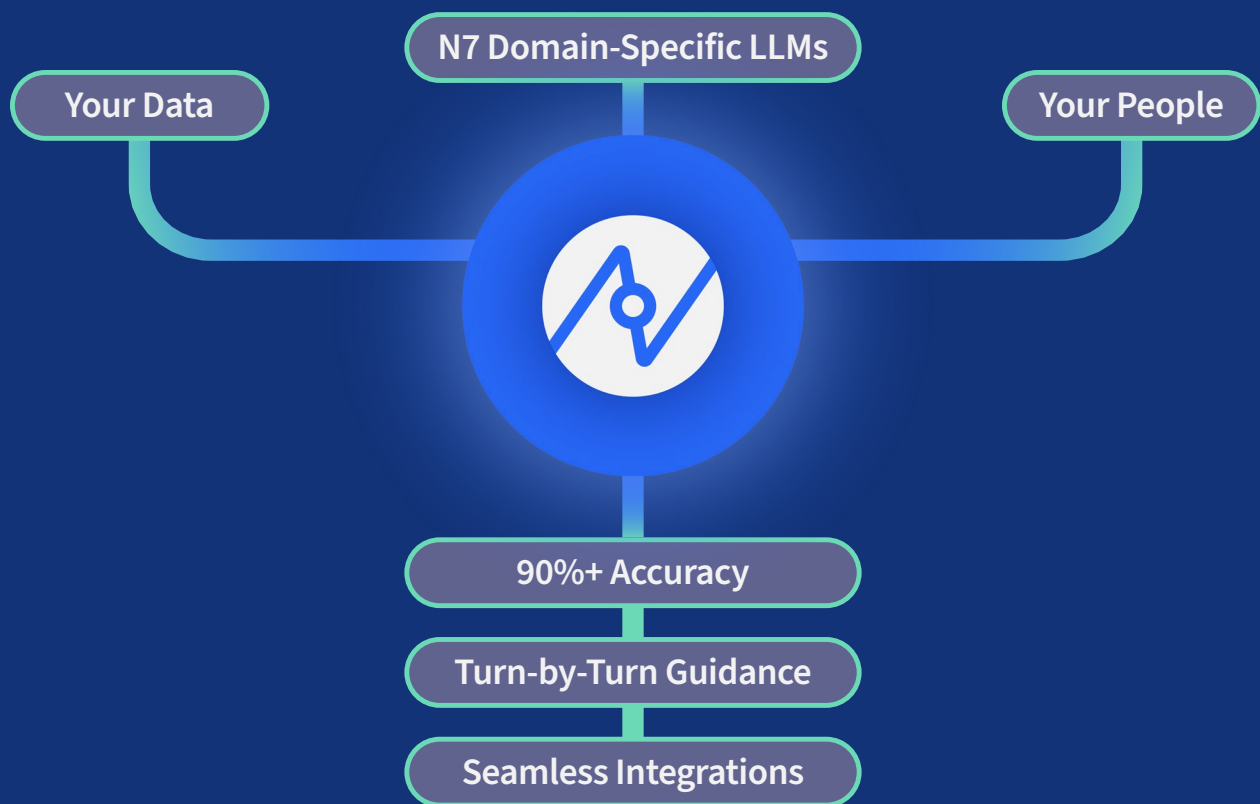 N7 Domain-Specific LLMs
Your Data
Your People
90%+ Accuracy
Turn-by-Turn Guidance
Seamless Integrations